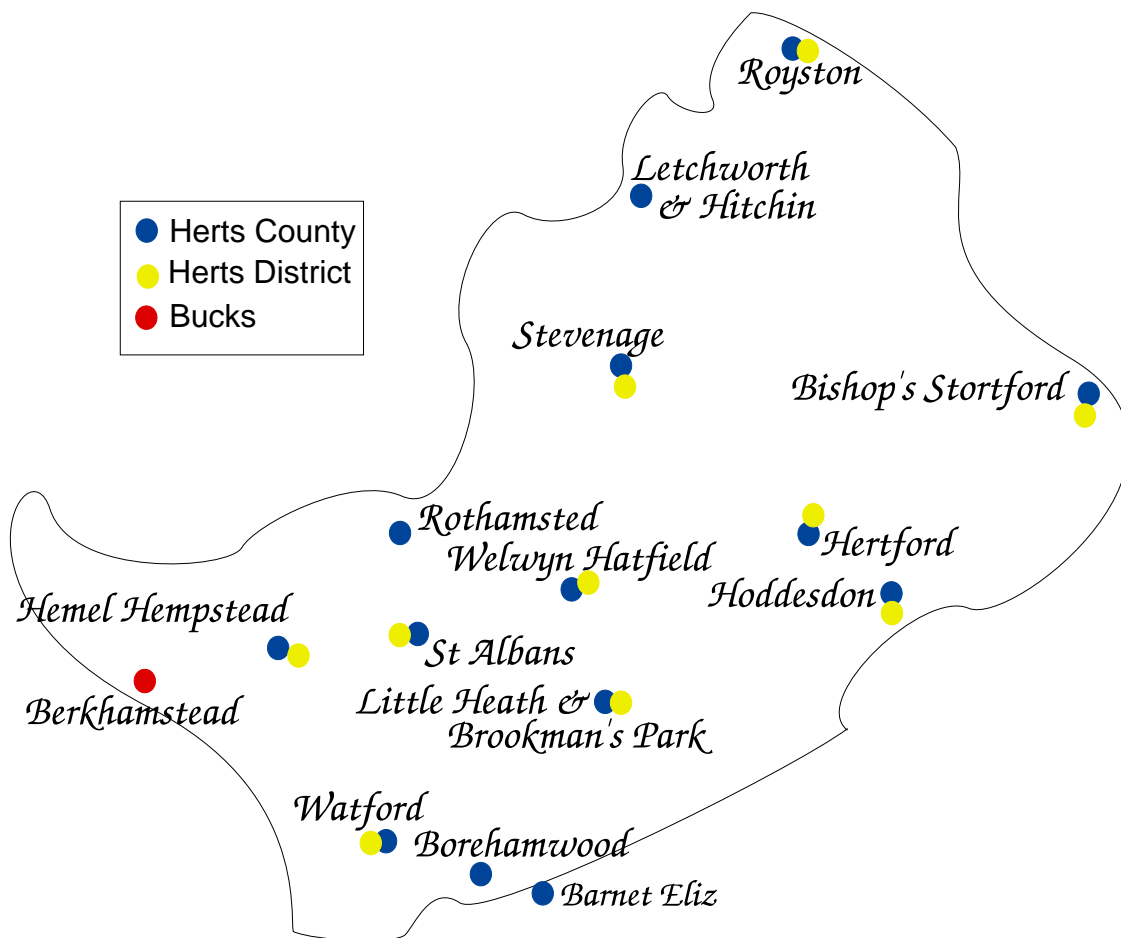 Royston
Letchworth
& Hitchin
Herts County
Herts District
Bucks
Stevenage
Bishop's Stortford
Rothamsted
Hertford
Welwyn Hatfield
Hoddesdon
Hemel Hempstead
St Albans
Berkhamstead
Little Heath &
Brookman's Park
Watford
Borehamwood
Barnet Eliz